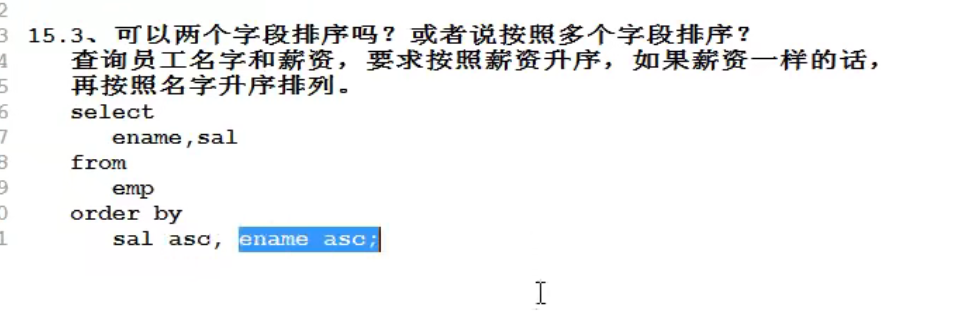 2
3 15.3、可以两个字段排序吗？或者说按照多个字段排序？
4 查询员工名字和薪资，要求按照薪资升序，如果薪资一样的话，
5 再按照名字升序排列。
6 select
7 ename,sal
8 from
9 emp
0 order by
1 sal asc, ename asc;